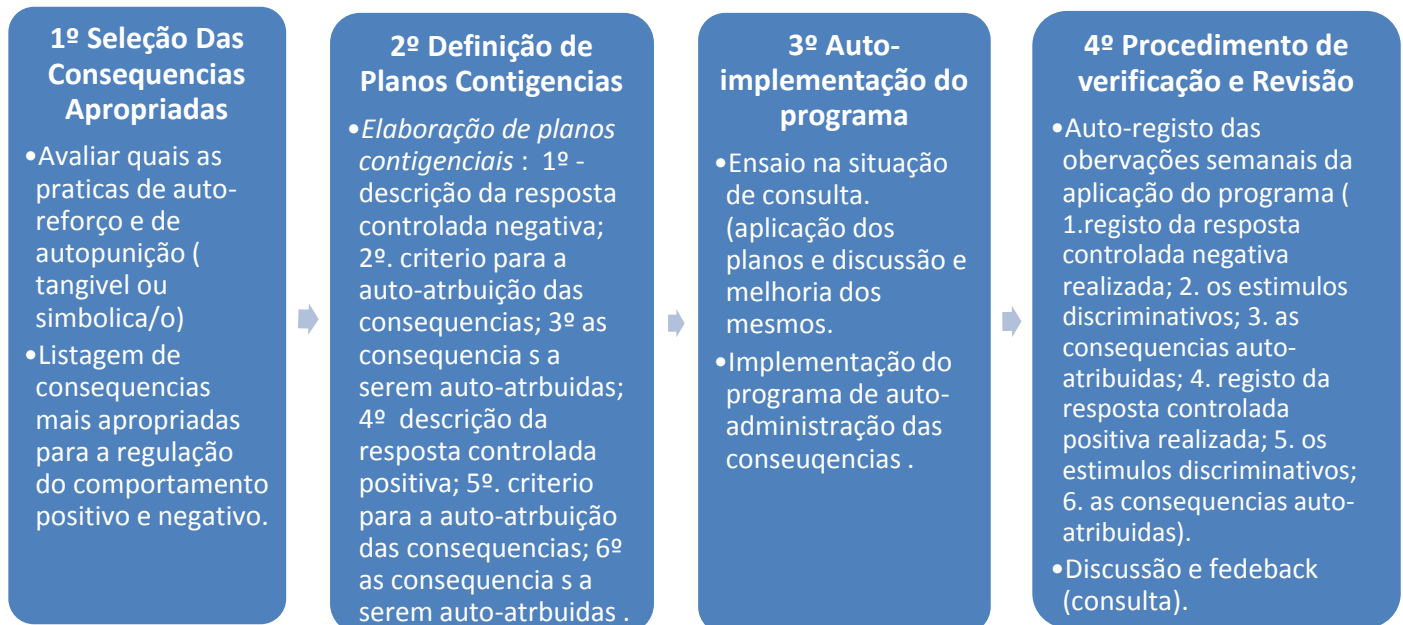 1º Seleção Das
Consequencias
Apropriadas
•Avaliar quais as
praticas de auto-
reforço e de
autopunição (
tangivel ou
simbolica/o)
•Listagem de
consequencias
mais apropriadas
para a regulação
do comportamento
positivo e negativo.
2º Definição de
Planos Contigencias
•Elaboração de planos
contigenciais : 1º -
descrição da resposta
controlada negativa;
2º. criterio para a
auto-atrbuição das
consequencias; 3º as
consequencia s a
serem auto-atrbuidas;
4º descrição da
resposta controlada
positiva; 5º. criterio
para a auto-atrbuição
das consequencias; 6º
as consequencia s a
serem auto-atrbuidas .
3º Auto-
implementação do
programa
•Ensaio na situação
de consulta.
(aplicação dos
planos e discussão e
melhoria dos
mesmos.
•Implementação do
programa de auto-
administração das
conseuqencias .
4º Procedimento de
verificação e Revisão
•Auto-registo das
obervações semanais da
aplicação do programa (
1.registo da resposta
controlada negativa
realizada; 2. os estimulos
discriminativos; 3. as
consequencias auto-
atribuidas; 4. registo da
resposta controlada
positiva realizada; 5. os
estimulos discriminativos;
6. as consequencias auto-
atribuidas).
•Discussão e fedeback
(consulta).